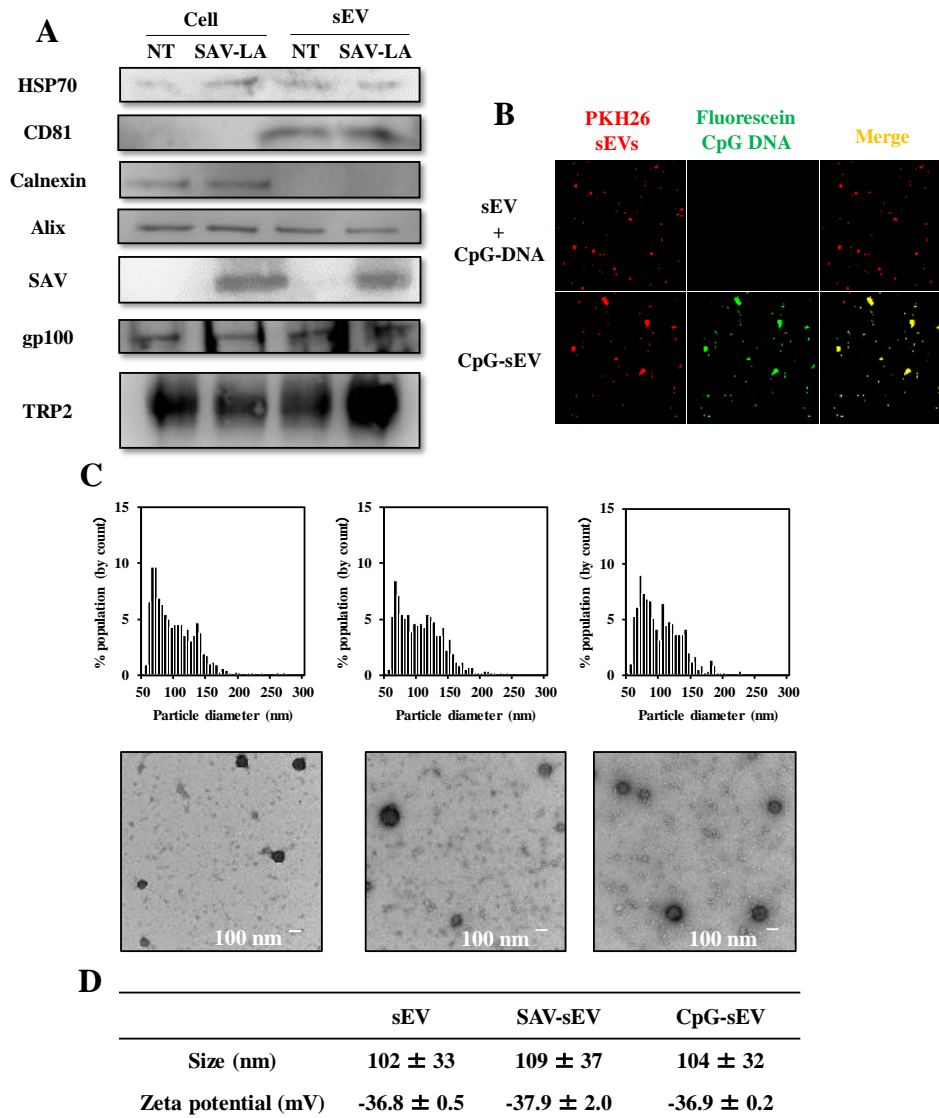 A
Cell
sEV
NT SAV-LA NT SAV-LA
HSP70
CD81
Calnexin
Alix
SAV
gp100
TRP2
B
PKH26
sEVs
Fluorescein
CpG DNA
Merge
sEV
+
CpG-DNA
CpG-sEV
C
% population (by count)
15
10
5
0
50 100 150 200 250 300
Particle diameter (nm)
% population (by count)
15
10
5
0
50 100 150 200 250 300
Particle diameter (nm)
% population (by count)
15
10
5
0
50 100 150 200 250 300
Particle diameter (nm)
100 nm
100 nm
100 nm
D
sEV SAV-sEV CpG-sEV
Size (nm) 102 ± 33 109 ± 37 104 ± 32
Zeta potential (mV) -36.8 ± 0.5 -37.9 ± 2.0 -36.9 ± 0.2